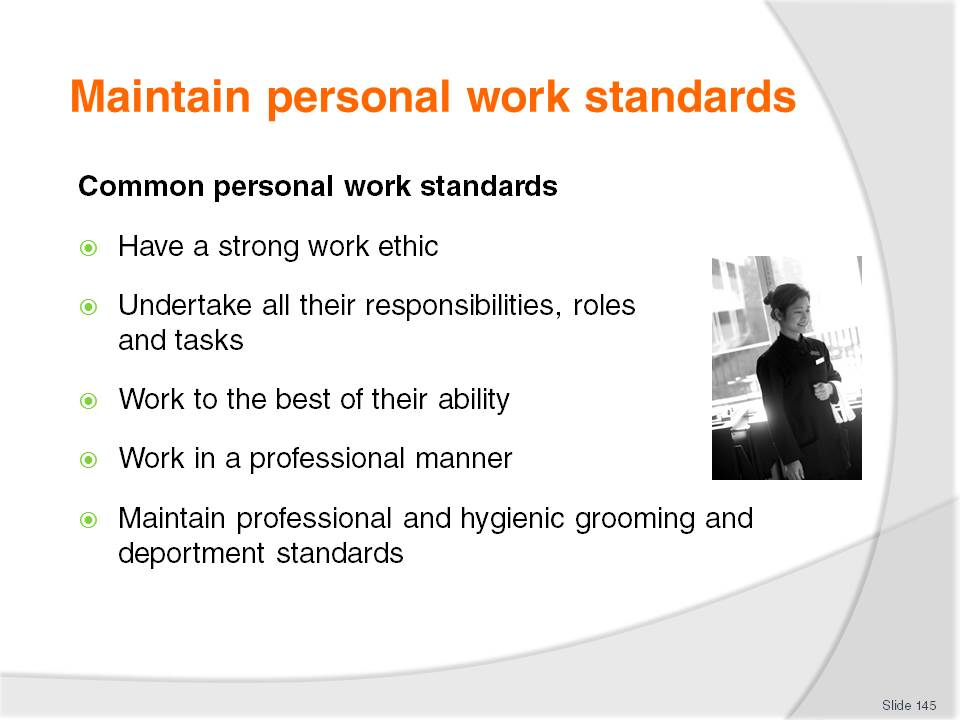 Maintain personal work standards
Common personal work standards
Have a strong work ethic
Undertake all their responsibilities, roles
and tasks
Work to the best of their ability
Work in a professional manner
Maintain professional and hygienic grooming and
deportment standards
Slide 145